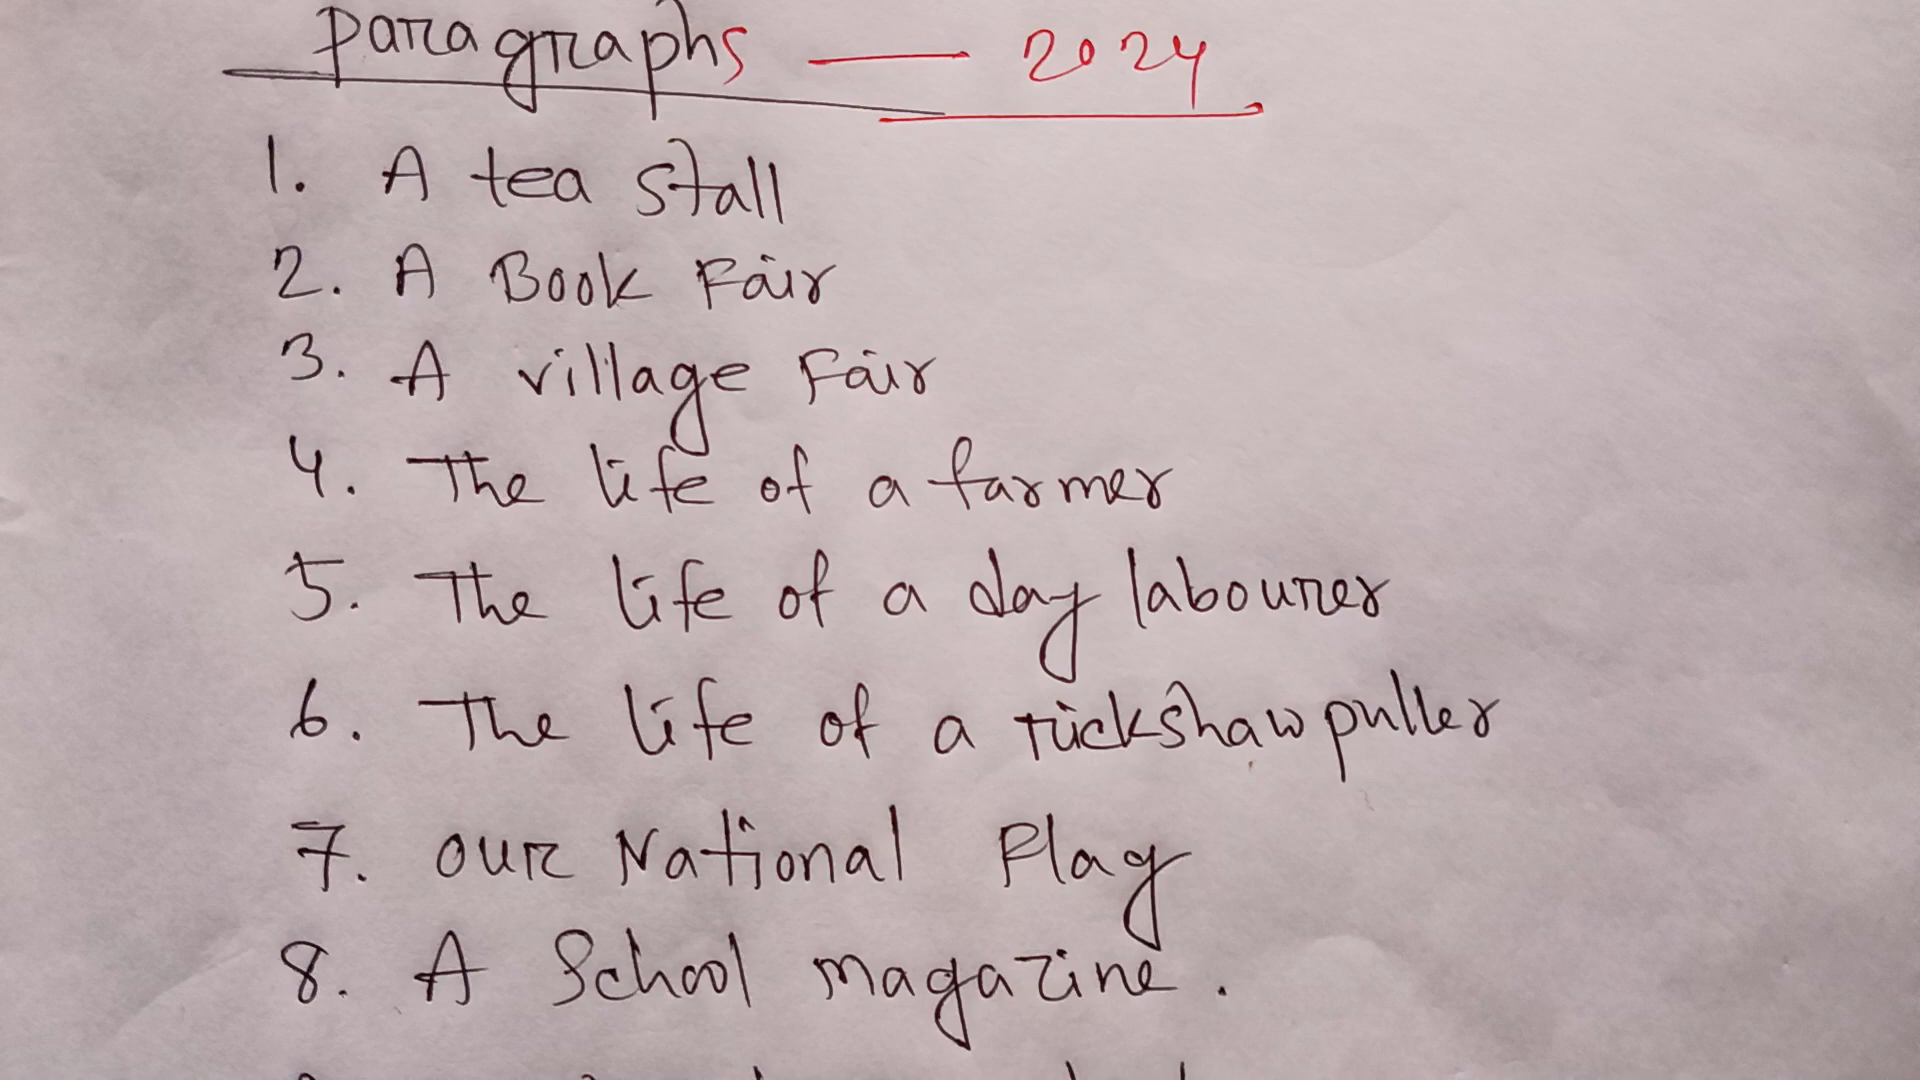 Paragraphs — 2024
1. A tea stall
2. A Book Fair
3. A village Fair
4. The life of a farmer
5. The life of a day labourer
6. The life of a rickshaw puller
7. Our National Flag
8. A School magazine.